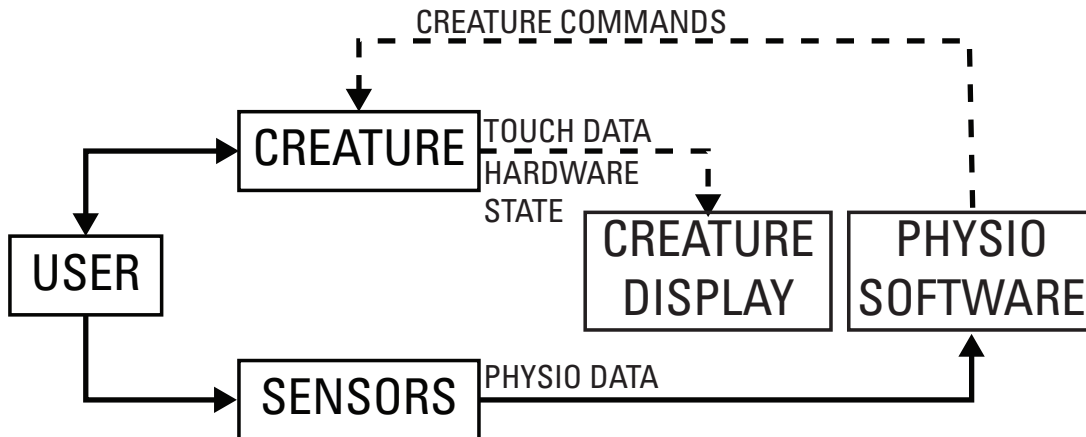 CREATURE COMMANDS
CREATURE
TOUCH DATA
HARDWARE
STATE
USER
CREATURE
DISPLAY
PHYSIO
SOFTWARE
SENSORS
PHYSIO DATA